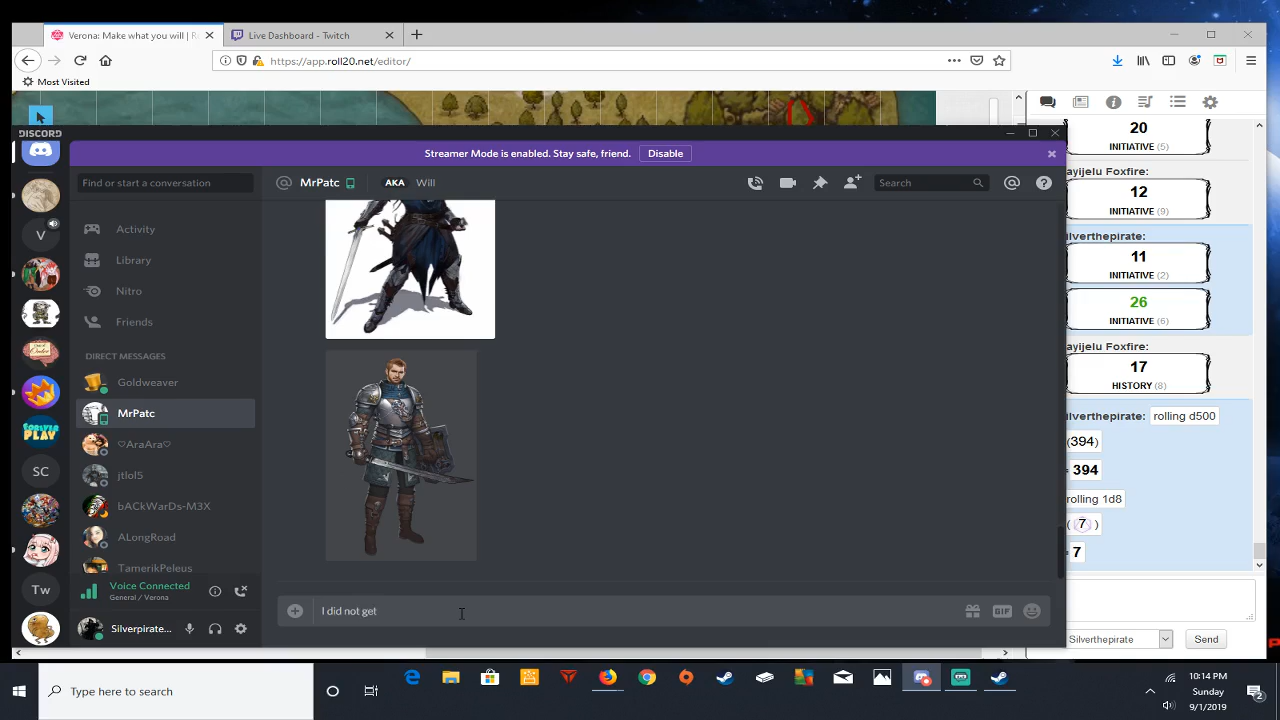 Verona: Make what you will | R
Live Dashboard - Twitch
https://app.roll20.net/editor/
Most Visited
DISCORD
Streamer Mode is enabled. Stay safe, friend.
Disable
Find or start a conversation
MrPatc
AKA Will
Search
V
SC
Tw
Activity
Library
Nitro
Friends
DIRECT MESSAGES
Goldweaver
MrPatc
♡AraAra♡
jtlol5
bACkWarDs-M3X
ALongRoad
TamerikPeleus
Voice Connected
General / Verona
Silverpirate...
I did not get
GIF
20
INITIATIVE (5)
ayijelu Foxfire:
12
INITIATIVE (9)
ilverthepirate:
11
INITIATIVE (2)
26
INITIATIVE (6)
ayijelu Foxfire:
17
HISTORY (8)
ilverthepirate: rolling d500
(394)
= 394
rolling 1d8
(7)
= 7
Silverthepirate
Send
Type here to search
10:14 PM
Sunday
9/1/2019
2